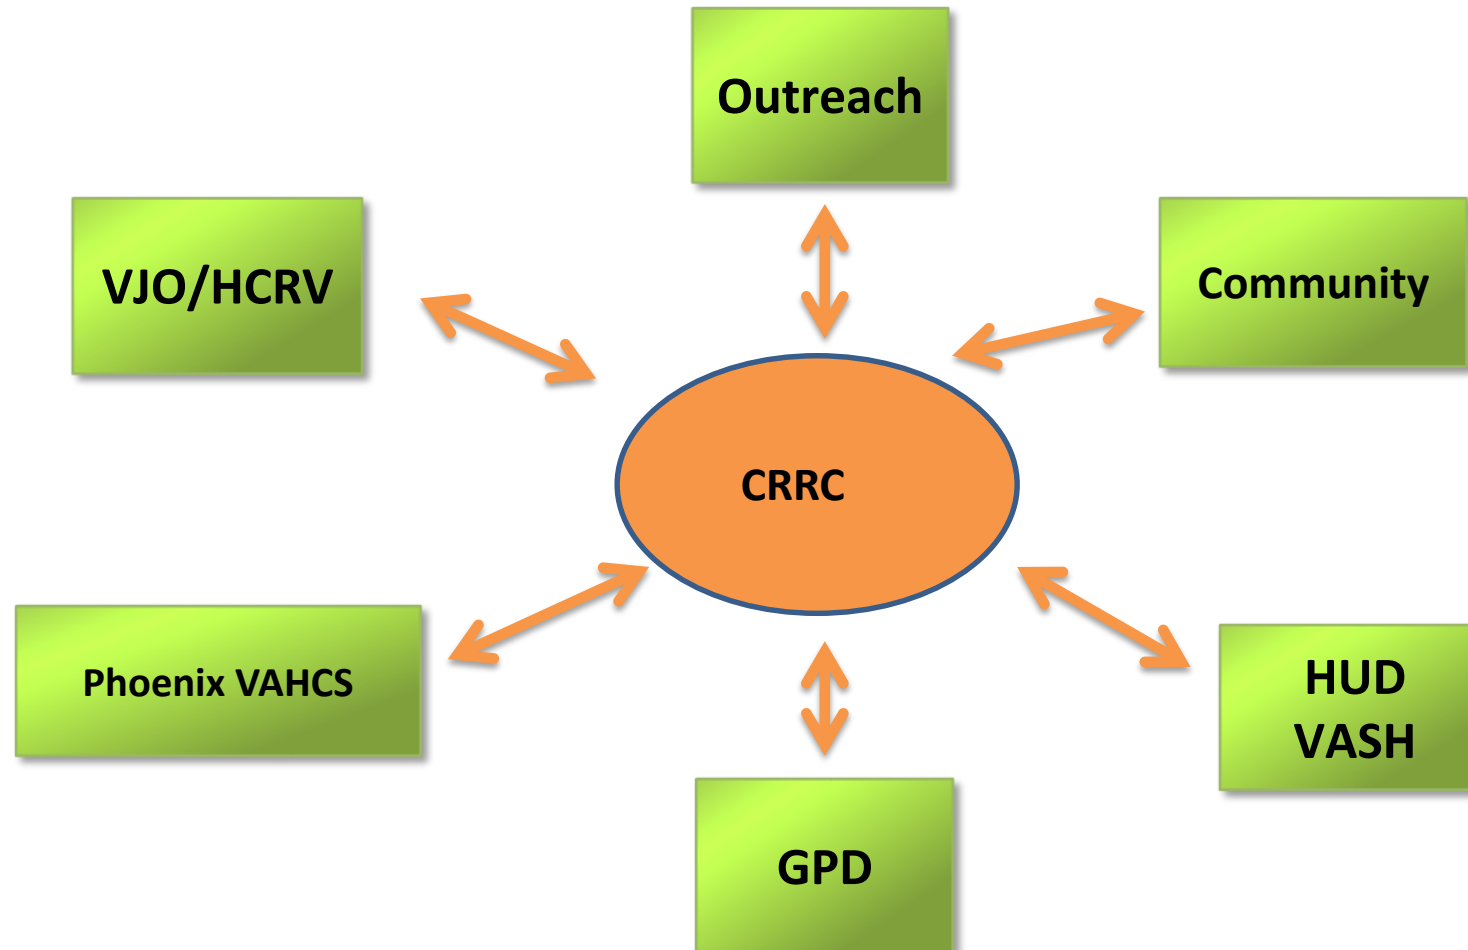 Outreach
VJO/HCRV
Community
CRRC
Phoenix VAHCS
HUD
VASH
GPD